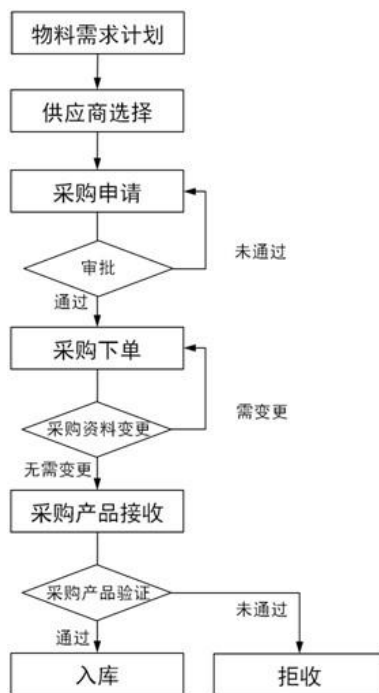 物料需求计划
供应商选择
采购申请
审批
未通过
通过
采购下单
采购资料变更
需变更
无需变更
采购产品接收
采购产品验证
未通过
通过
入库
拒收